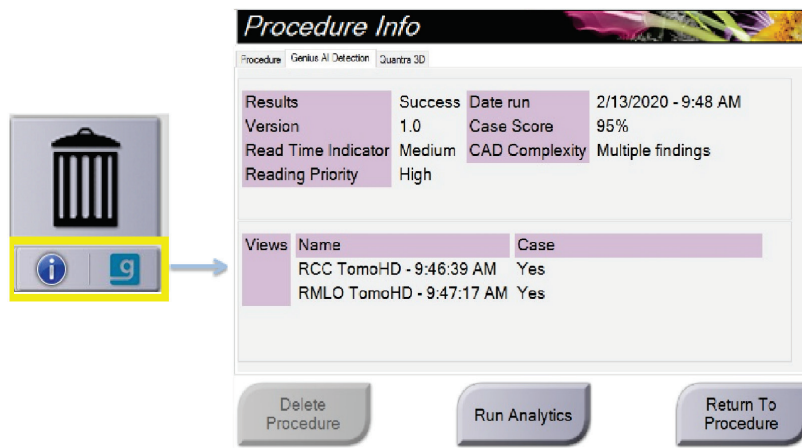 Procedure Info
Procedure Genius AI Detection Quantra 3D
Results Success Date run 2/13/2020 - 9:48 AM
Version 1.0 Case Score 95%
Read Time Indicator Medium CAD Complexity Multiple findings
Reading Priority High
Views Name Case
RCC TomoHD - 9:46:39 AM Yes
RMLO TomoHD - 9:47:17 AM Yes
i g
Delete Procedure
Run Analytics
Return To Procedure